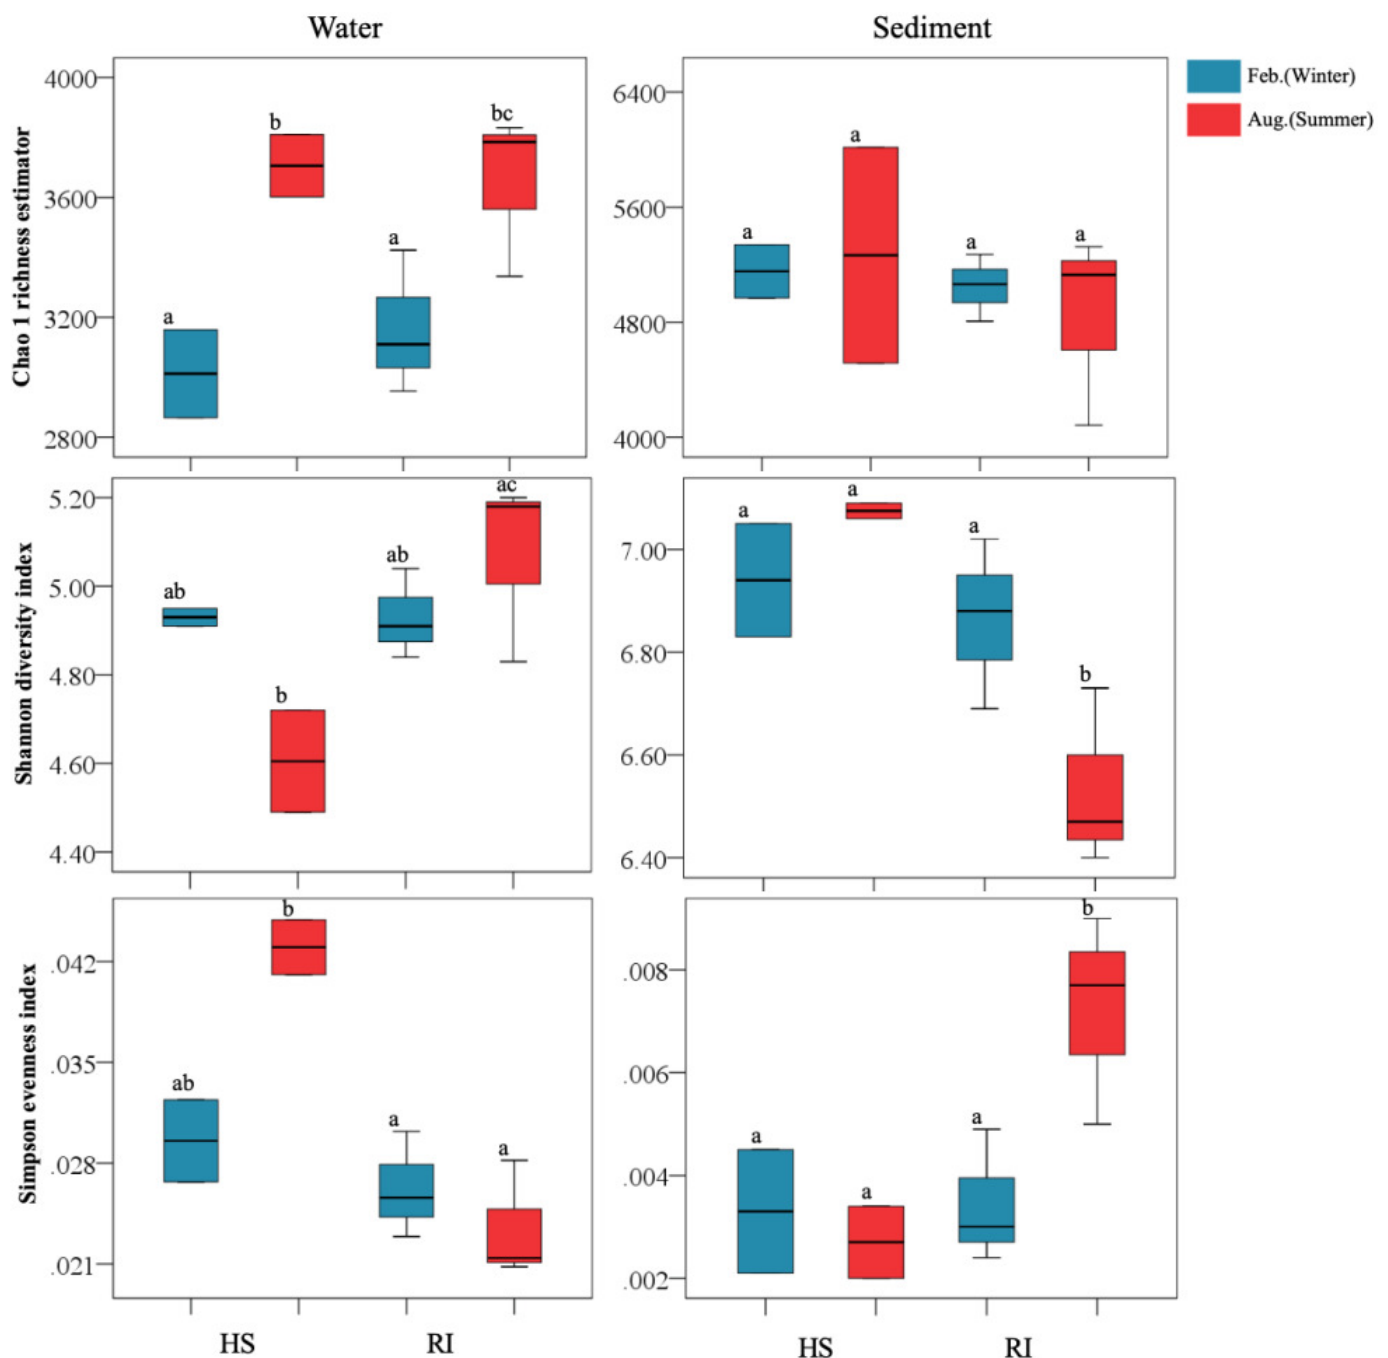 Water
Sediment
Feb.(Winter)
Aug.(Summer)
Chao 1 richness estimator
4000
3600
3200
2800
a
b
a
bc
6400
5600
4800
4000
a
a
a
a
Shannon diversity index
5.20
5.00
4.80
4.60
4.40
ab
b
ab
ac
7.00
6.80
6.60
6.40
a
a
a
b
Simpson evenness index
.042
.035
.028
.021
ab
b
a
a
.008
.006
.004
.002
a
a
a
b
HS
RI
HS
RI